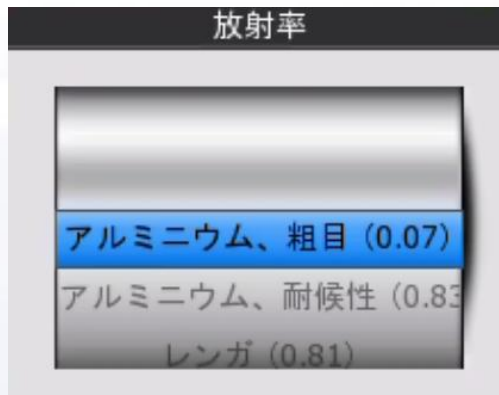 放射率
アルミニウム、粗目 (0.07)
アルミニウム、耐候性 (0.83
レンガ (0.81)